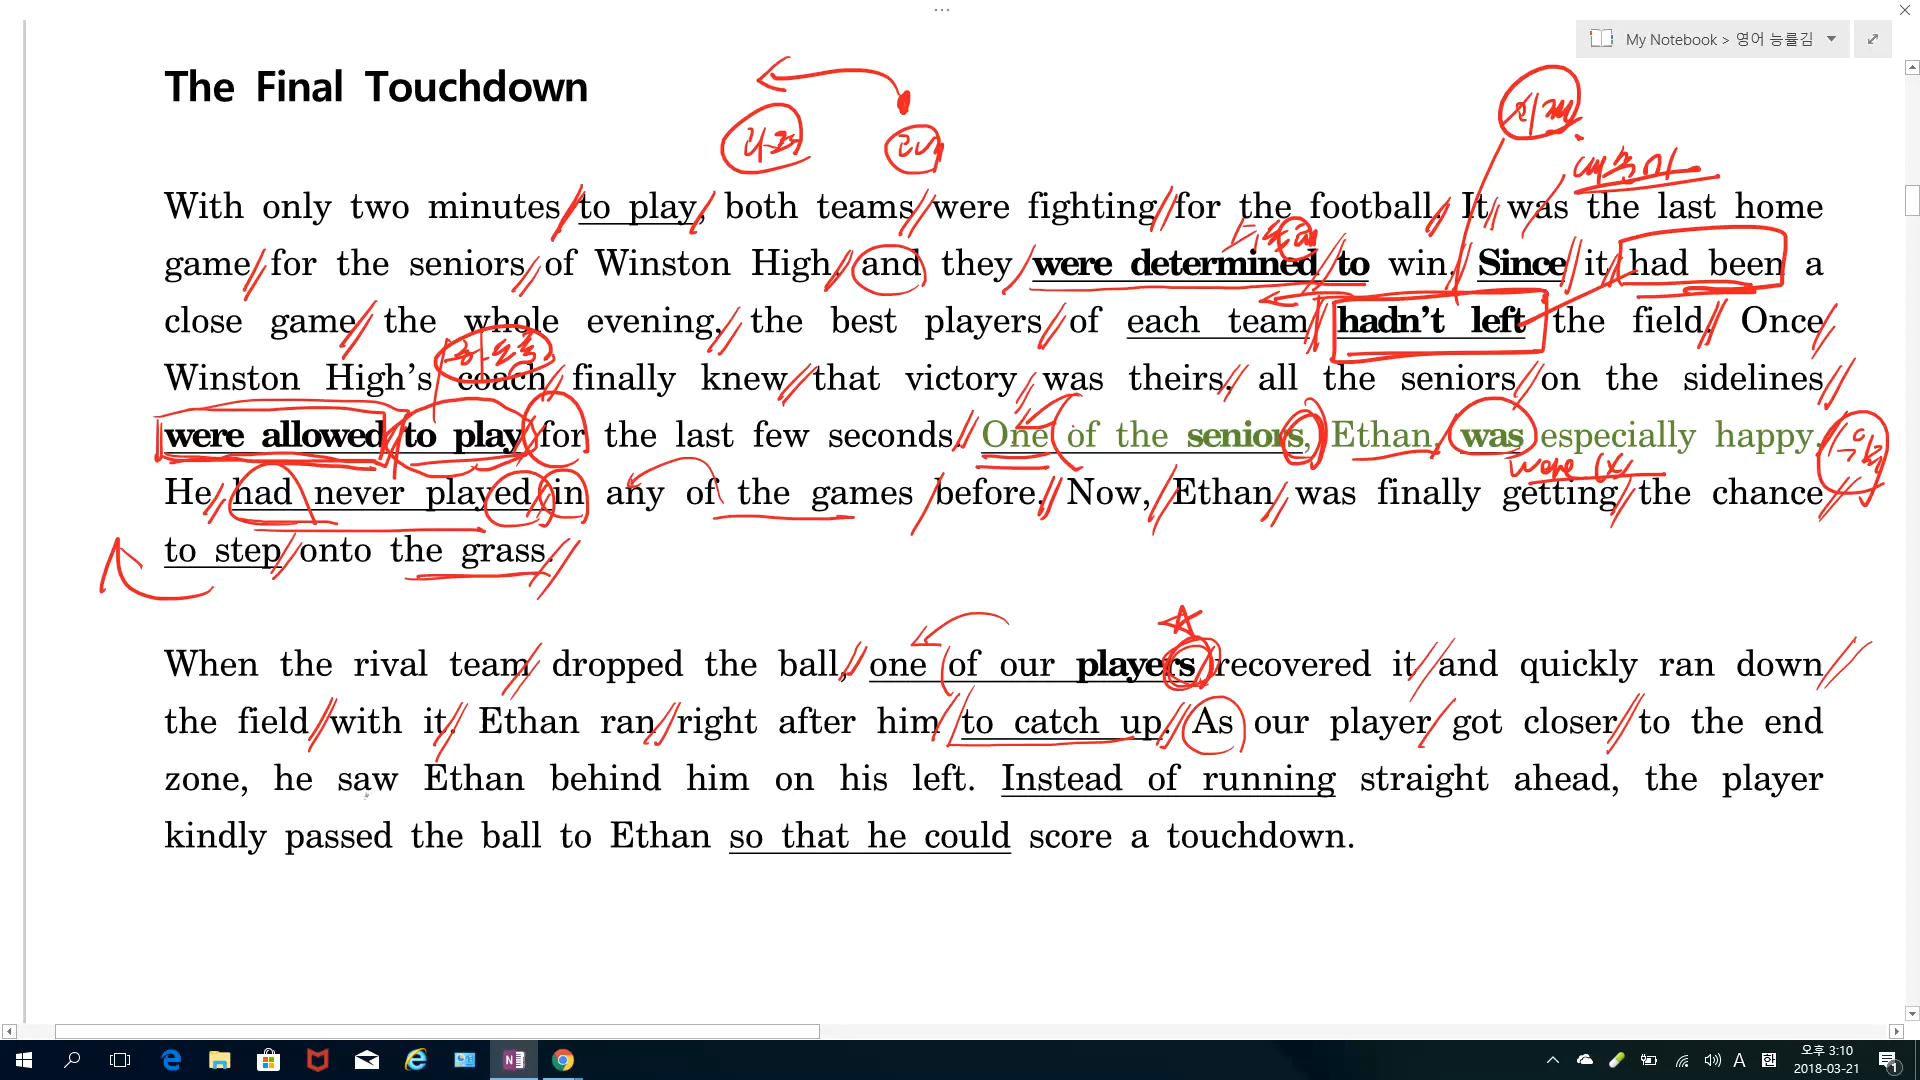 My Notebook > 영어 능률김
The Final Touchdown
With only two minutes to play, both teams were fighting for the football. It was the last home
game for the seniors of Winston High, and they were determined to win. Since it had been a
close game the whole evening, the best players of each team hadn't left the field. Once
Winston High's coach finally knew that victory was theirs, all the seniors on the sidelines
were allowed to play for the last few seconds. One of the seniors, Ethan, was especially happy.
were (x)
He had never played in any of the games before. Now, Ethan was finally getting the chance
to step onto the grass.
When the rival team dropped the ball, one of our players recovered it and quickly ran down
the field with it. Ethan ran right after him to catch up. As our player got closer to the end
zone, he saw Ethan behind him on his left. Instead of running straight ahead, the player
kindly passed the ball to Ethan so that he could score a touchdown.
A 한 오후 3:10
2018-03-21
1